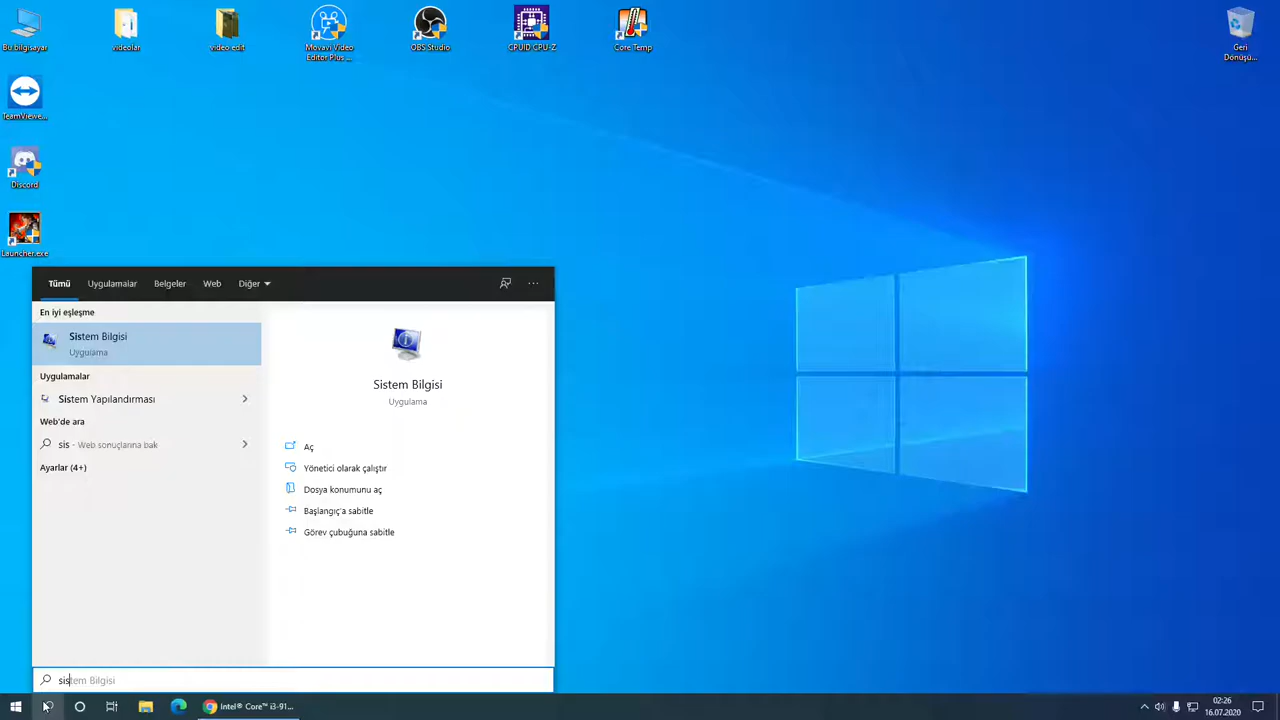 Bu bilgisayar
videolar
video edit
Movavi Video
Editor Plus ...
OBS Studio
CPUID CPU-Z
Core Temp
Geri
Dönüşü...
TeamViewe...
Discord
Launcher.exe
Tümü
Uygulamalar
Belgeler
Web
Diğer
...
En iyi eşleşme
Sistem Bilgisi
Uygulama
Uygulamalar
Sistem Yapılandırması
Web'de ara
sis - Web sonuçlarına bak
Ayarlar (4+)
Sistem Bilgisi
Uygulama
Aç
Yönetici olarak çalıştır
Dosya konumunu aç
Başlangıç'a sabitle
Görev çubuğuna sabitle
sistem Bilgisi
Intel® Core™ i3-91...
02:26
16.07.2020